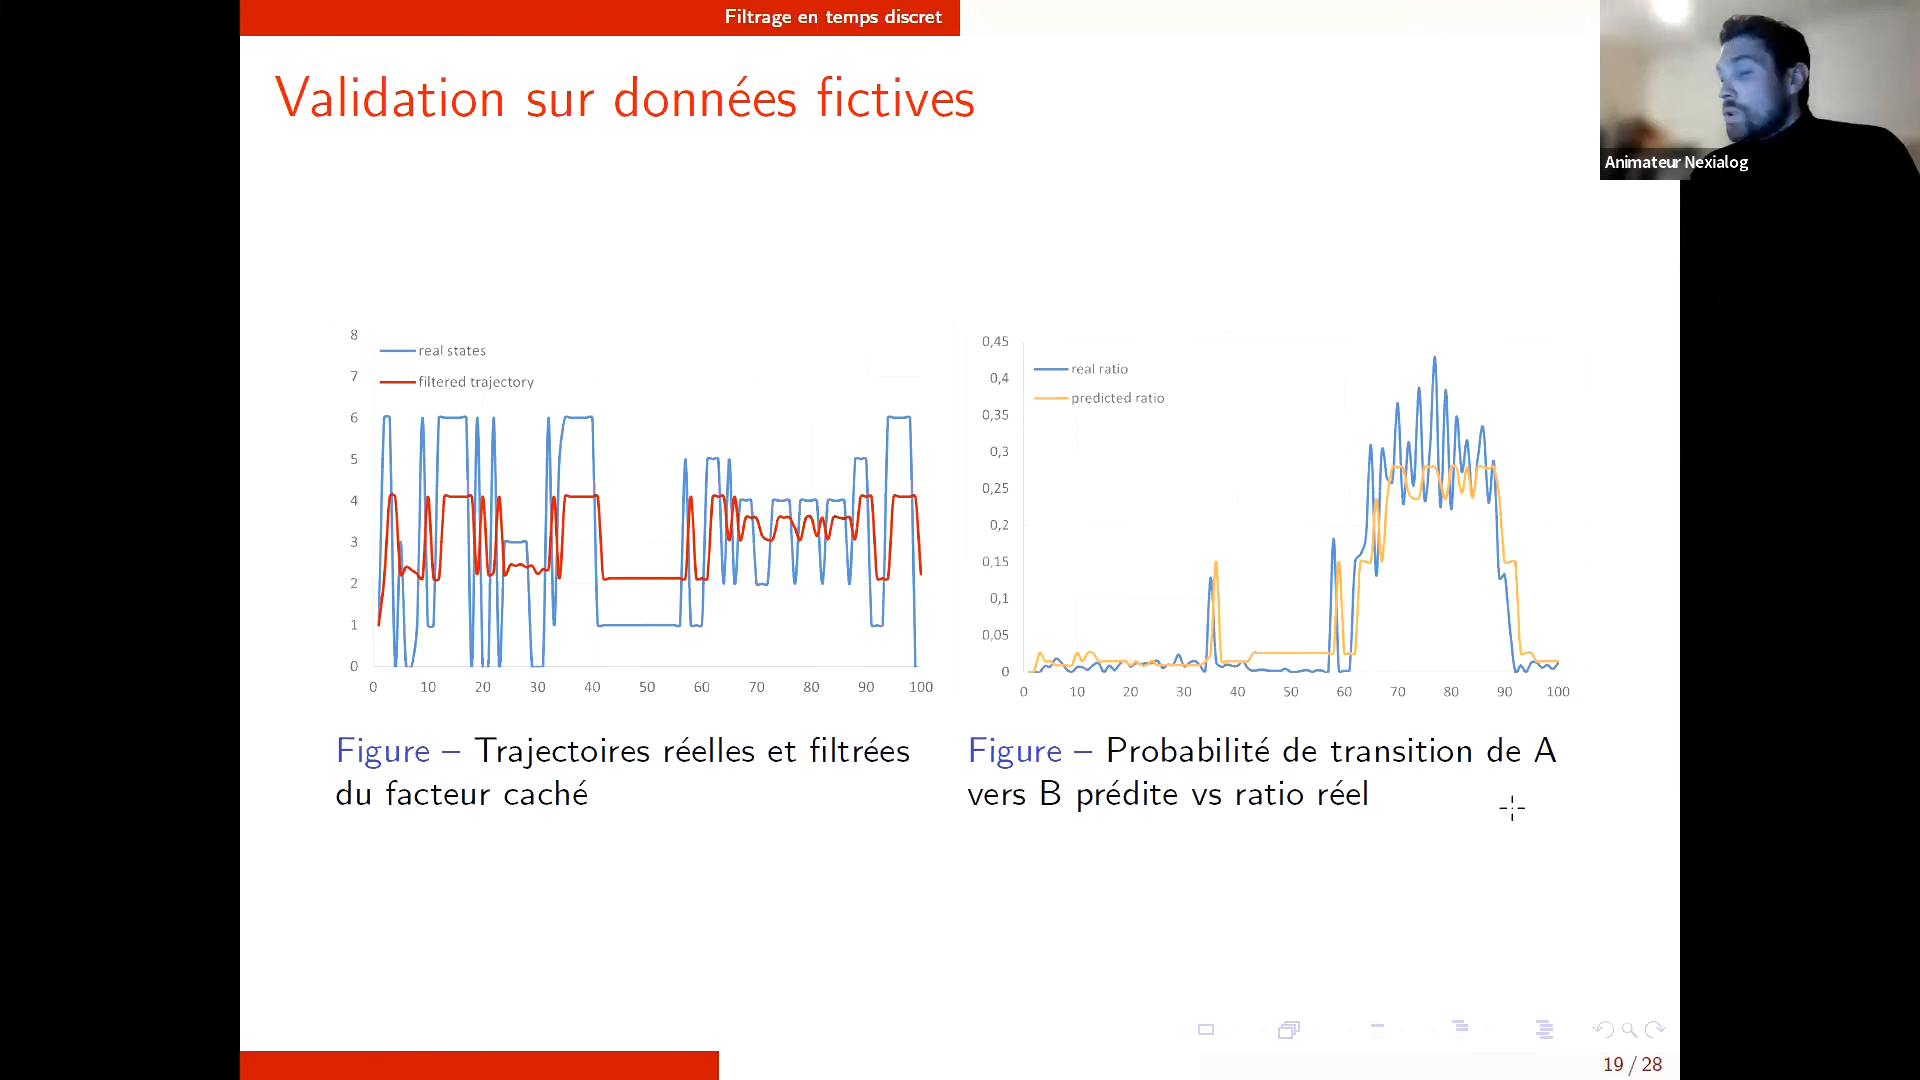 Filtrage en temps discret
Animateur Nexialog
Validation sur données fictives
8
7
6
5
4
3
2
1
0
real states
filtered trajectory
0 10 20 30 40 50 60 70 80 90 100
0,45
0,4
0,35
0,3
0,25
0,2
0,15
0,1
0,05
0
real ratio
predicted ratio
0 10 20 30 40 50 60 70 80 90 100
Figure – Trajectoires réelles et filtrées
du facteur caché
Figure – Probabilité de transition de A
vers B prédite vs ratio réel
19 / 28